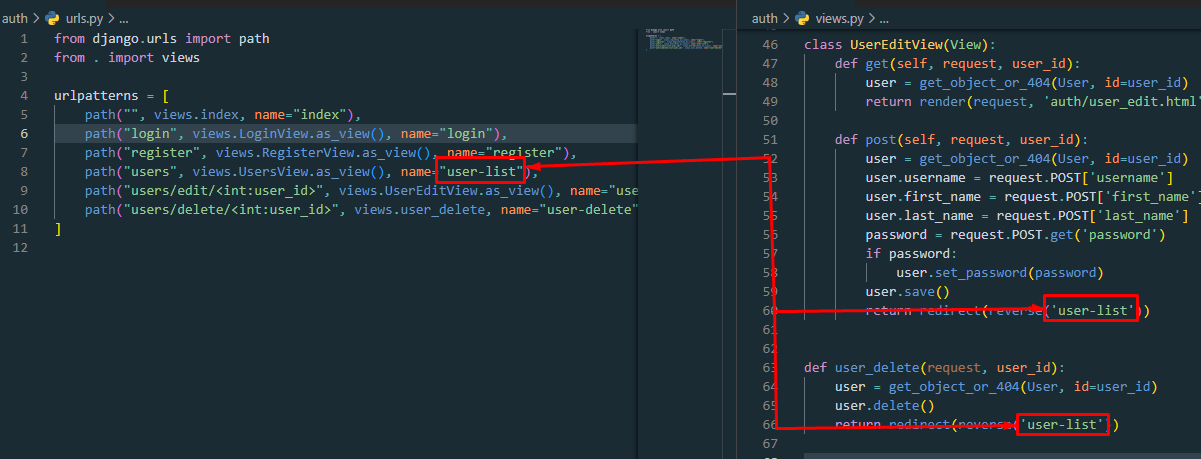 auth > urls.py > ...
1 from django.urls import path
2 from . import views
3
4 urlpatterns = [
5 path("", views.index, name="index"),
6 path("login", views.LoginView.as_view(), name="login"),
7 path("register", views.RegisterView.as_view(), name="register"),
8 path("users", views.UsersView.as_view(), name="user-list"),
9 path("users/edit/<int:user_id>", views.UserEditView.as_view(), name="use
10 path("users/delete/<int:user_id>", views.user_delete, name="user-delete"
11 ]
12
auth > views.py > ...
46 class UserEditView(View):
47 def get(self, request, user_id):
48 user = get_object_or_404(User, id=user_id)
49 return render(request, 'auth/user_edit.html'
50
51 def post(self, request, user_id):
52 user = get_object_or_404(User, id=user_id)
53 user.username = request.POST['username']
54 user.first_name = request.POST['first_name']
55 user.last_name = request.POST['last_name']
56 password = request.POST.get('password')
57 if password:
58 user.set_password(password)
59 user.save()
60 return redirect(reverse('user-list'))
61
62
63 def user_delete(request, user_id):
64 user = get_object_or_404(User, id=user_id)
65 user.delete()
66 return redirect(reverse('user-list'))
67